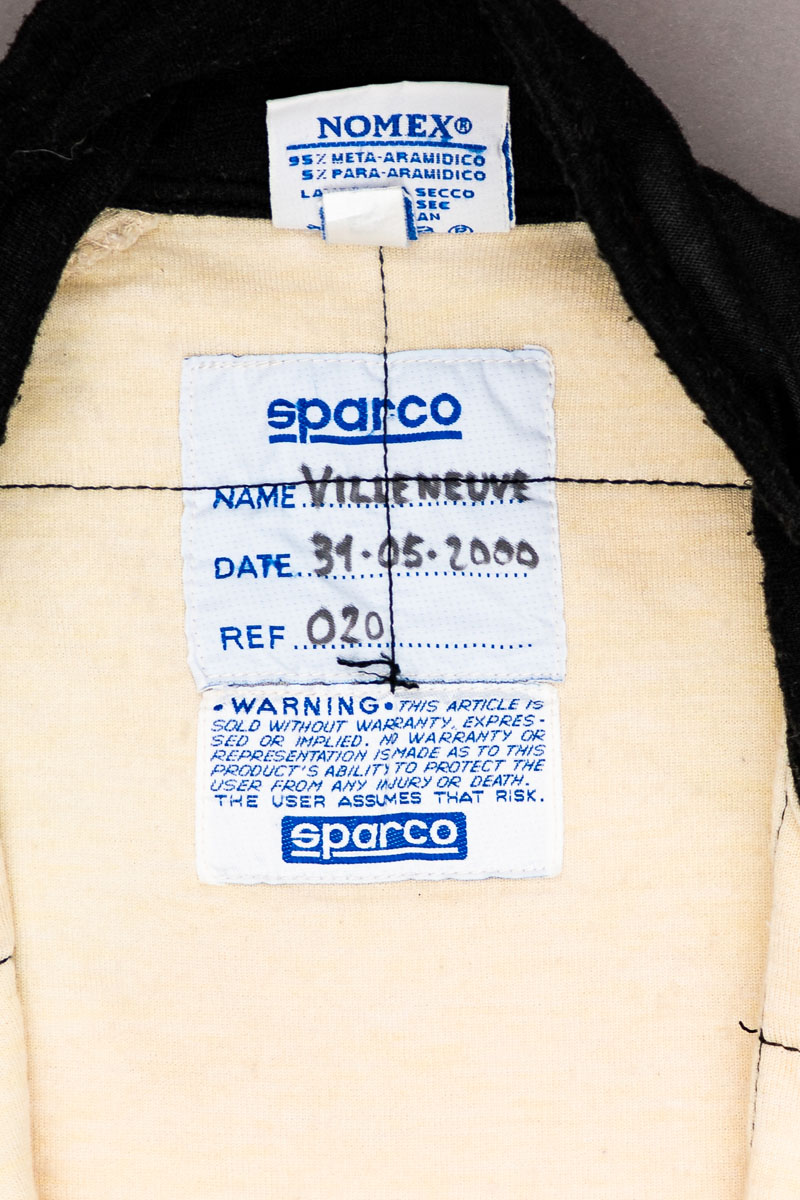 NOMEX®
95% META-ARAMIDICO
5% PARA-ARAMIDICO
SECCO
SEC
sparco
NAME VILLENEUVE
DATE 31·05·2000
REF 020
•WARNING• THIS ARTICLE IS
SOLD WITHOUT WARRANTY, EXPRES-
SED OR IMPLIED. NO WARRANTY OR
REPRESENTATION IS MADE AS TO THIS
PRODUCT'S ABILITY TO PROTECT THE
USER FROM ANY INJURY OR DEATH.
THE USER ASSUMES THAT RISK.
sparco